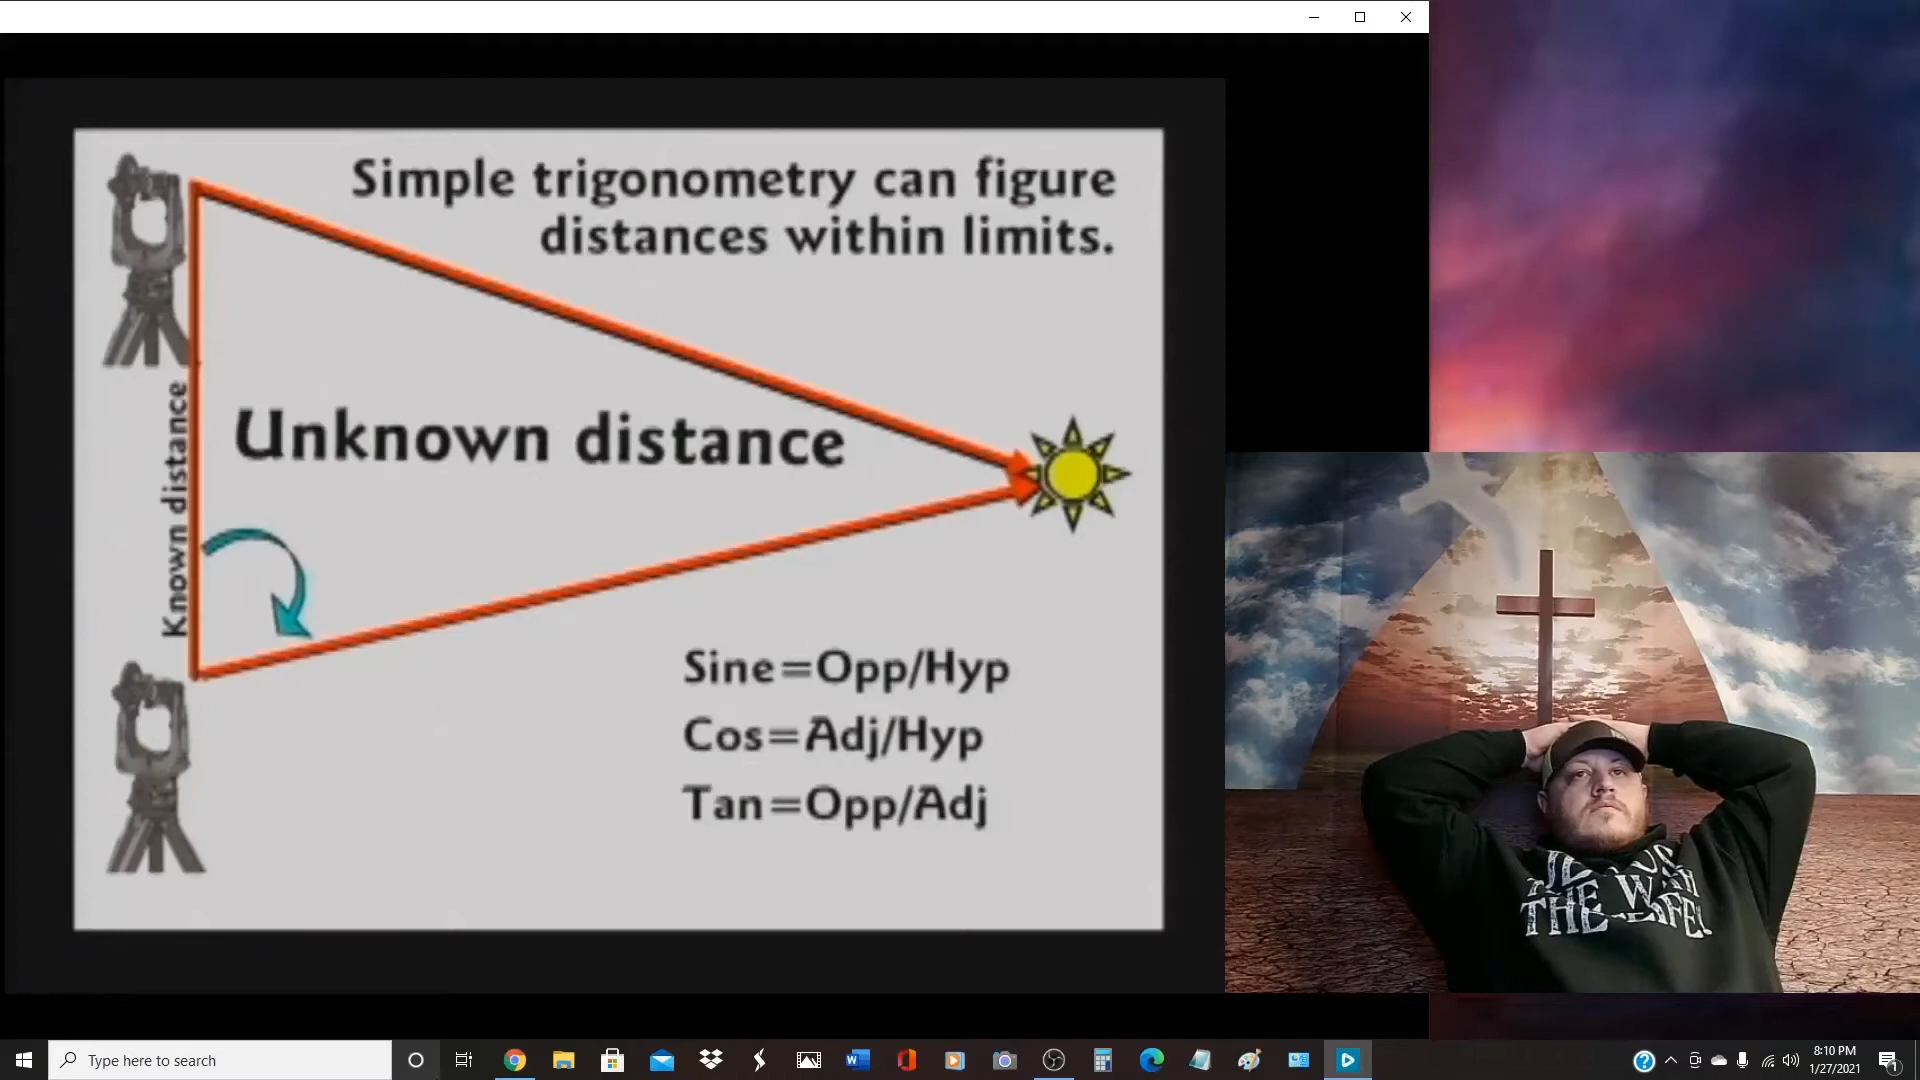 Simple trigonometry can figure
distances within limits.
Known distance
Unknown distance
Sine=Opp/Hyp
Cos=Adj/Hyp
Tan=Opp/Adj
THE
Type here to search
8:10 PM
1/27/2021